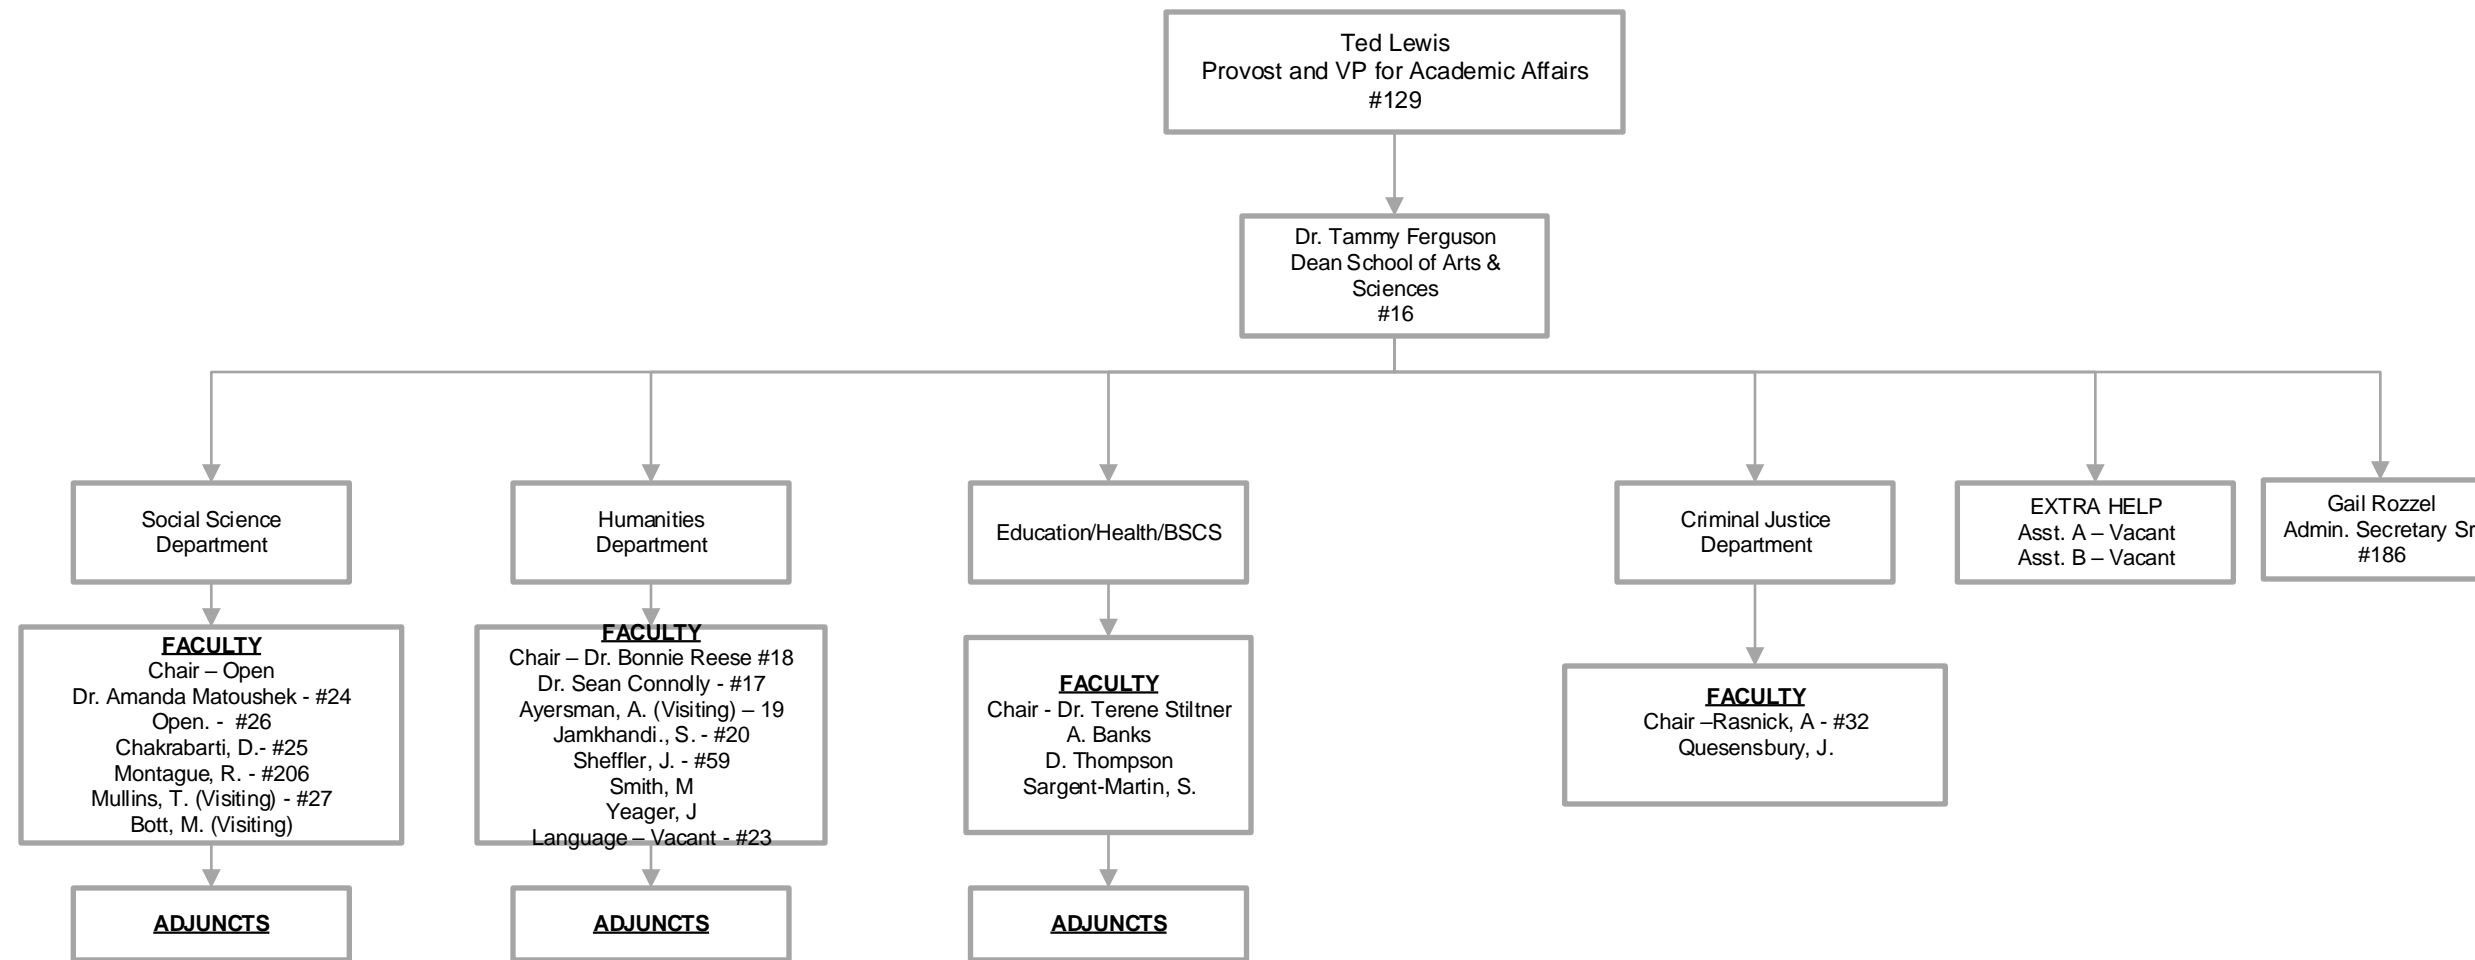 Ted Lewis
Provost and VP for Academic Affairs
#129
Dr. Tammy Ferguson
Dean School of Arts &
Sciences
#16
Social Science
Department
Humanities
Department
Education/Health/BSCS
Criminal Justice
Department
EXTRA HELP
Asst. A – Vacant
Asst. B – Vacant
Gail Rozzel
Admin. Secretary Sr
#186
FACULTY
Chair – Open
Dr. Amanda Matoushek - #24
Open. - #26
Chakrabarti, D.- #25
Montague, R. - #206
Mullins, T. (Visiting) - #27
Bott, M. (Visiting)
FACULTY
Chair – Dr. Bonnie Reese #18
Dr. Sean Connolly - #17
Ayersman, A. (Visiting) – 19
Jamkhandi., S. - #20
Sheffler, J. - #59
Smith, M
Yeager, J
Language – Vacant - #23
FACULTY
Chair - Dr. Terene Stiltner
A. Banks
D. Thompson
Sargent-Martin, S.
FACULTY
Chair –Rasnick, A - #32
Quesensbury, J.
ADJUNCTS
ADJUNCTS
ADJUNCTS